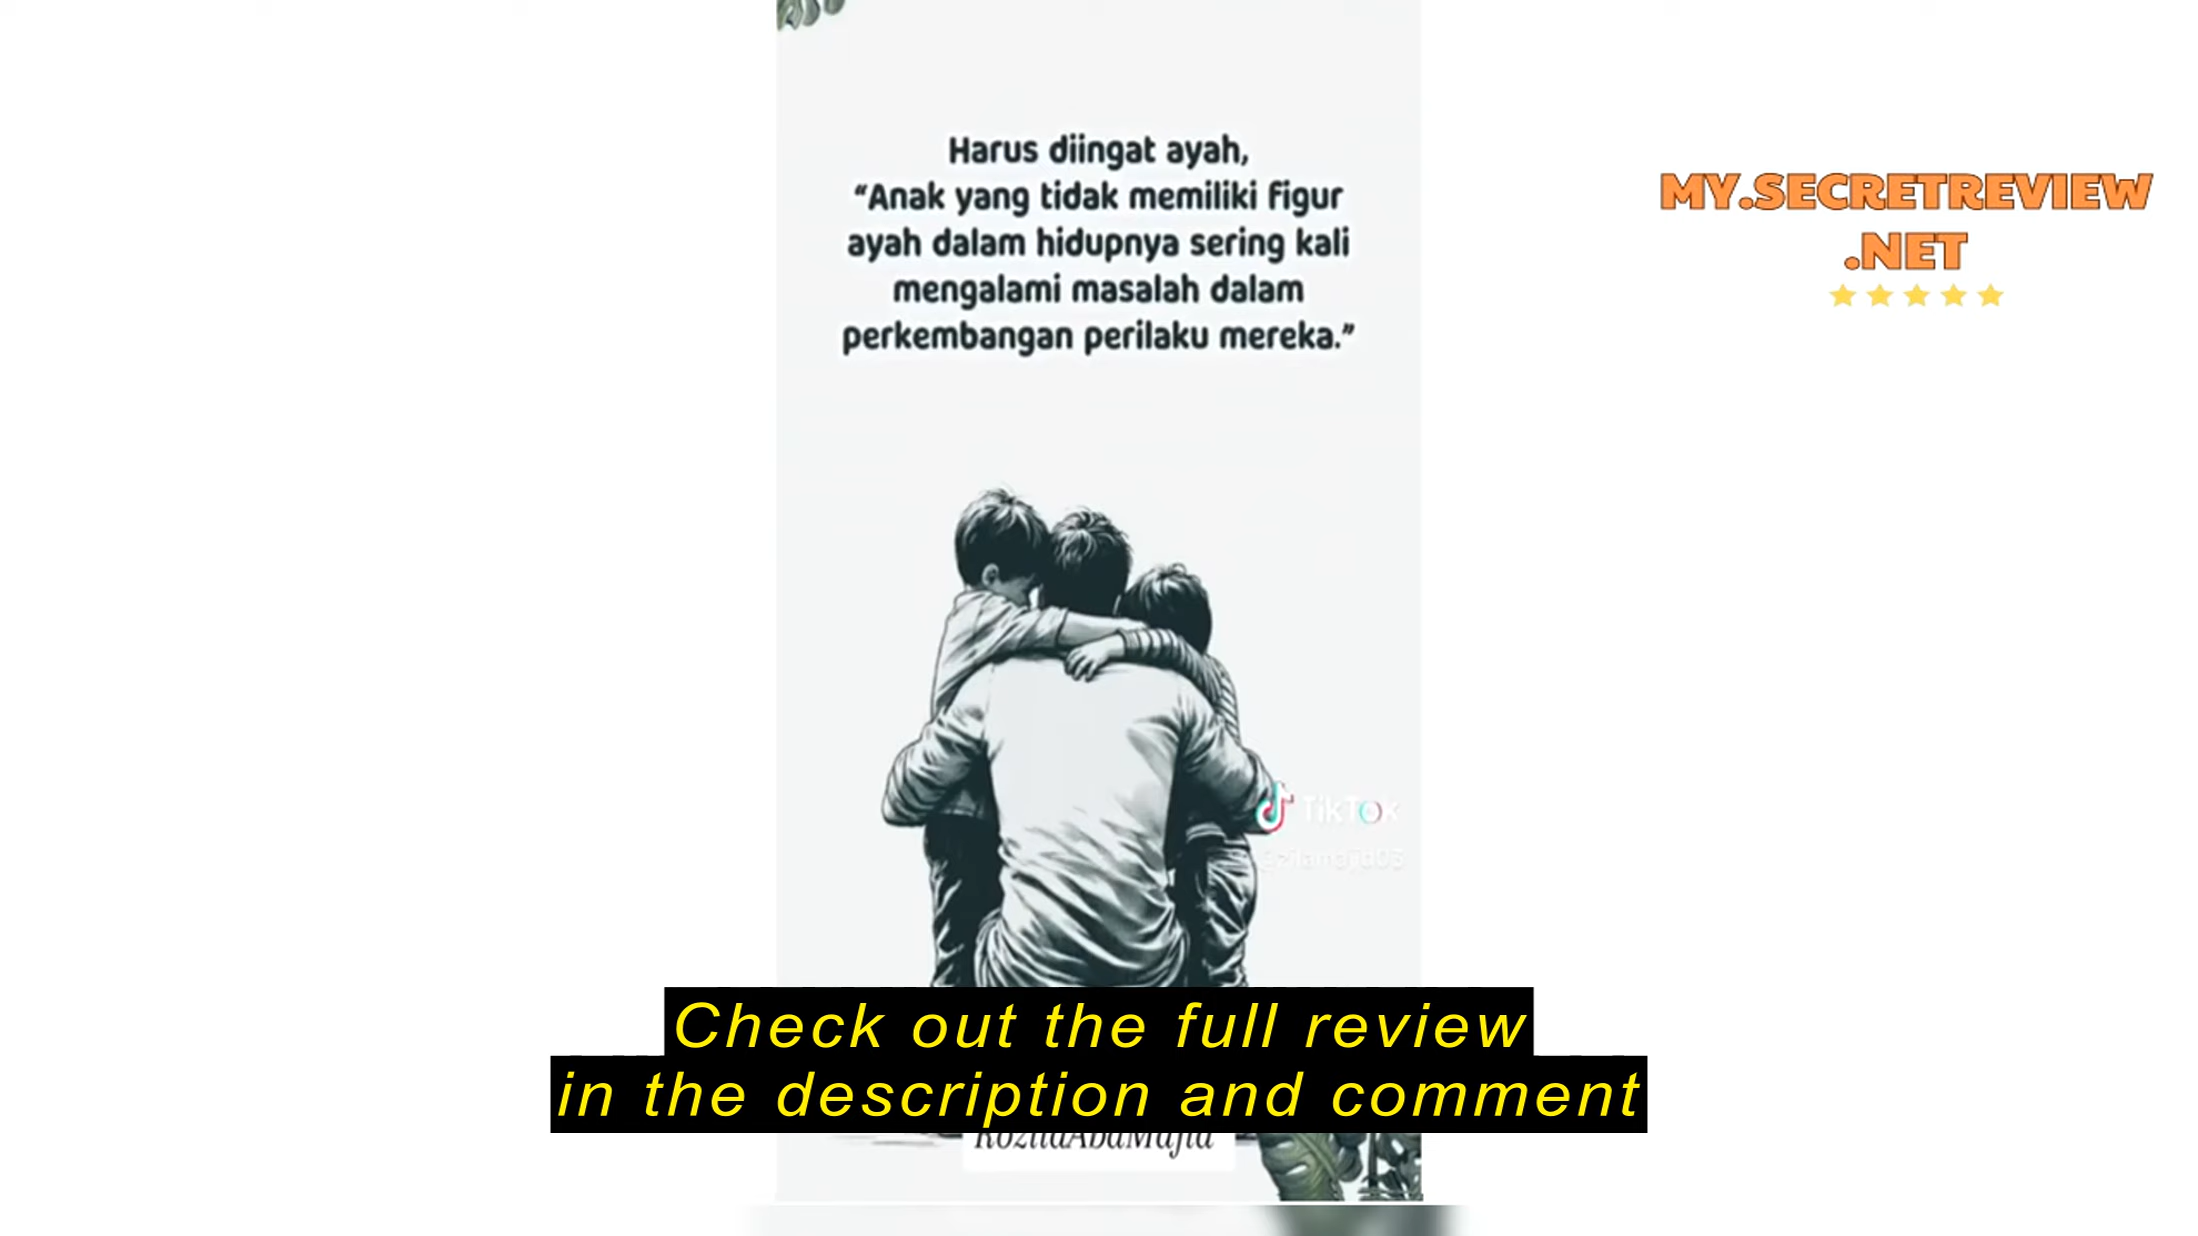 Harus diingat ayah,
“Anak yang tidak memiliki figur
ayah dalam hidupnya sering kali
mengalami masalah dalam
perkembangan perilaku mereka.”
MY.SECRETREVIEW
.NET
TikTok
Check out the full review
in the description and comment